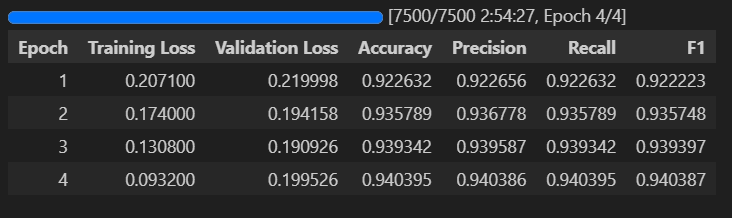 [7500/7500 2:54:27, Epoch 4/4]
Epoch Training Loss Validation Loss Accuracy Precision Recall F1
1 0.207100 0.219998 0.922632 0.922656 0.922632 0.922223
2 0.174000 0.194158 0.935789 0.936778 0.935789 0.935748
3 0.130800 0.190926 0.939342 0.939587 0.939342 0.939397
4 0.093200 0.199526 0.940395 0.940386 0.940395 0.940387